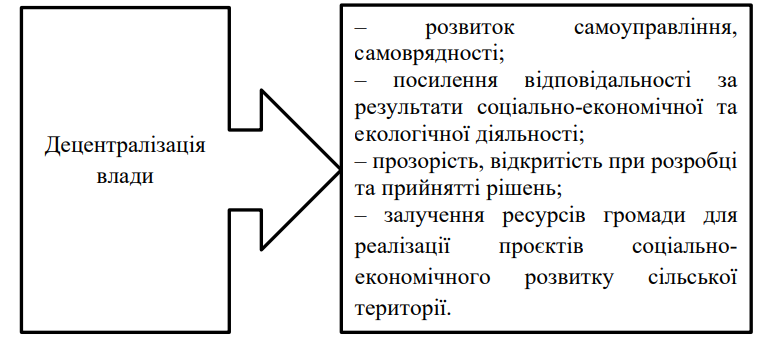 Децентралізація
влади
– розвиток самоуправління,
самоврядності;
– посилення відповідальності за
результати соціально-економічної та
екологічної діяльності;
– прозорість, відкритість при розробці
та прийнятті рішень;
– залучення ресурсів громади для
реалізації проєктів соціально-
економічного розвитку сільської
території.